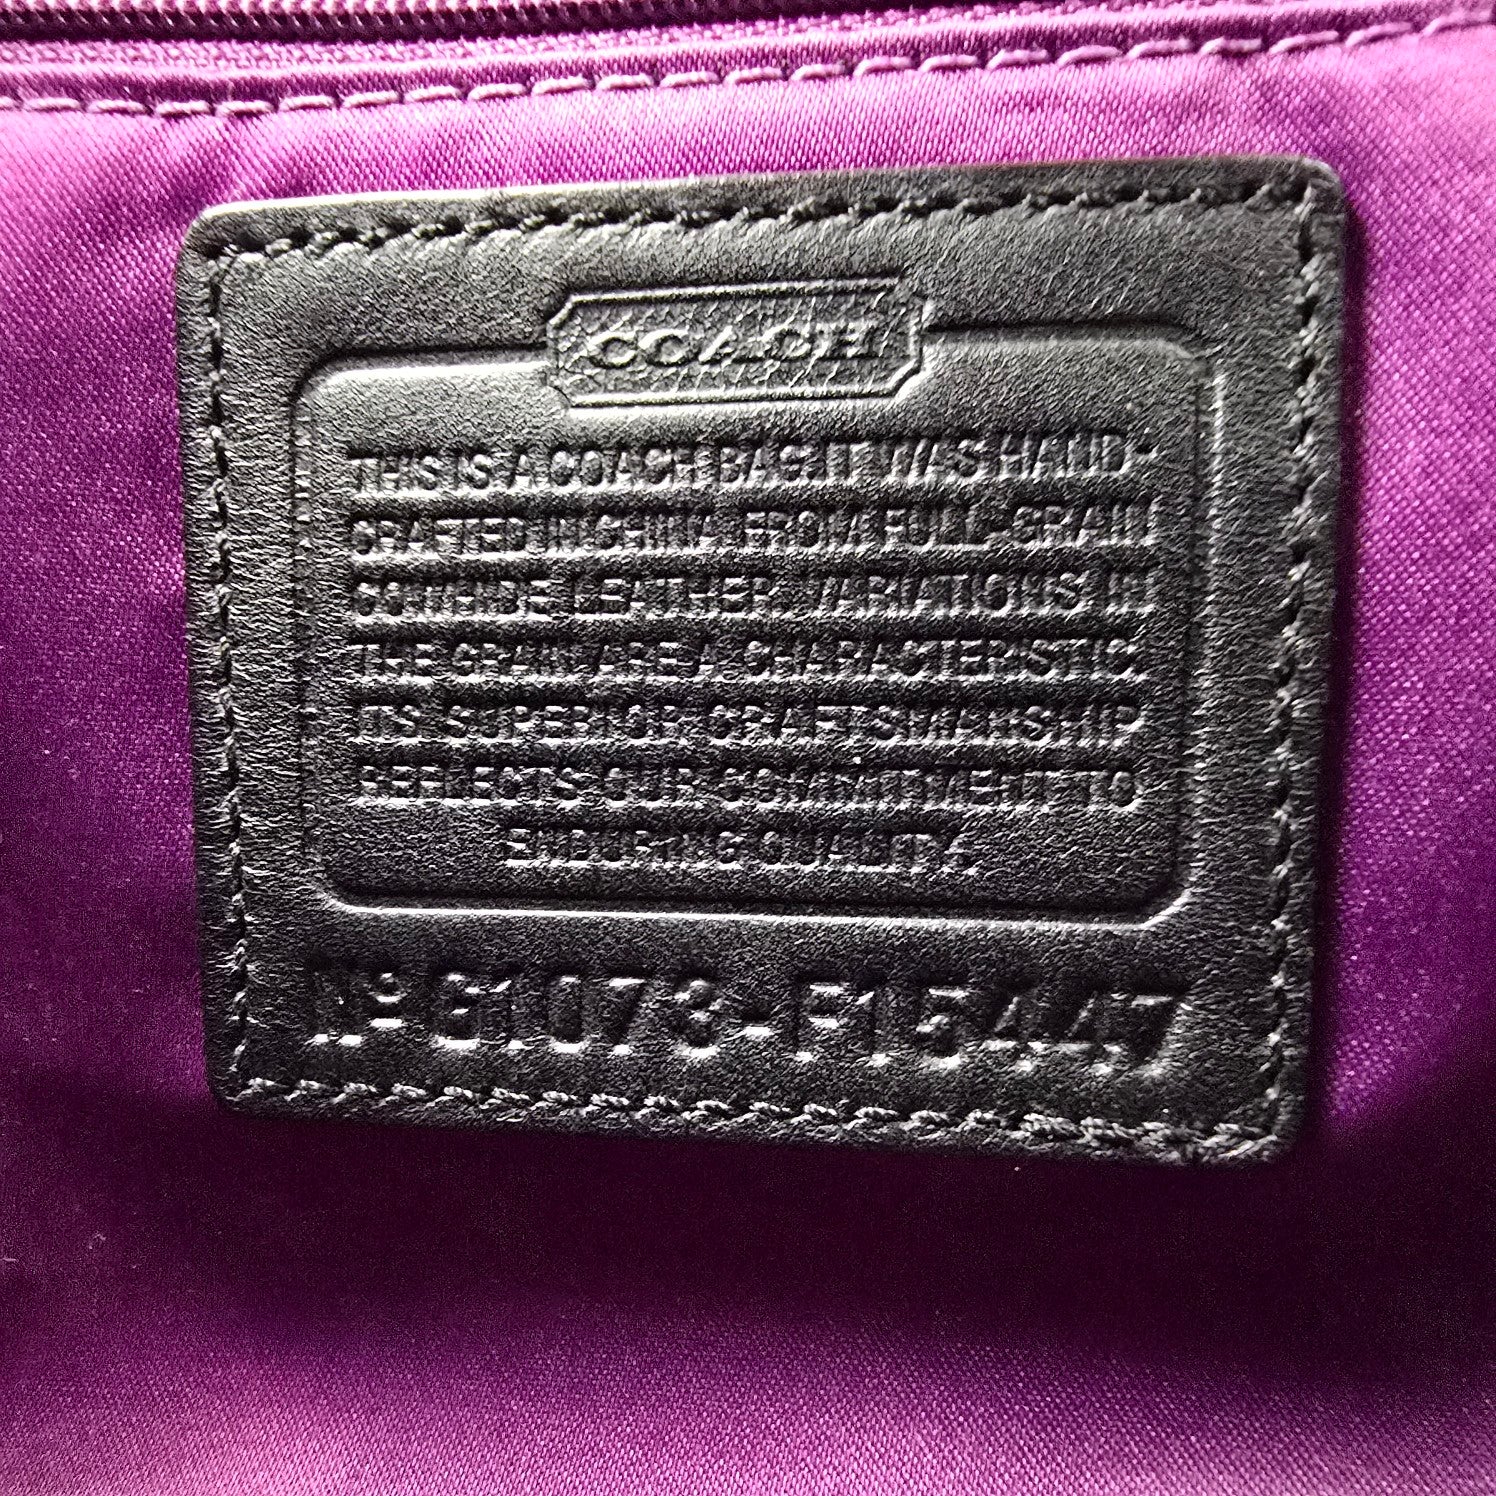 COACH
THIS IS A COACH BAG. IT WAS HAND-
CRAFTED IN CHINA FROM FULL-GRAIN
COWHIDE LEATHER. VARIATIONS IN
THE GRAIN ARE A CHARACTERISTIC.
ITS SUPERIOR CRAFTSMANSHIP
REFLECTS OUR COMMITMENT TO
ENDURING QUALITY.
Nº G1073-F15447